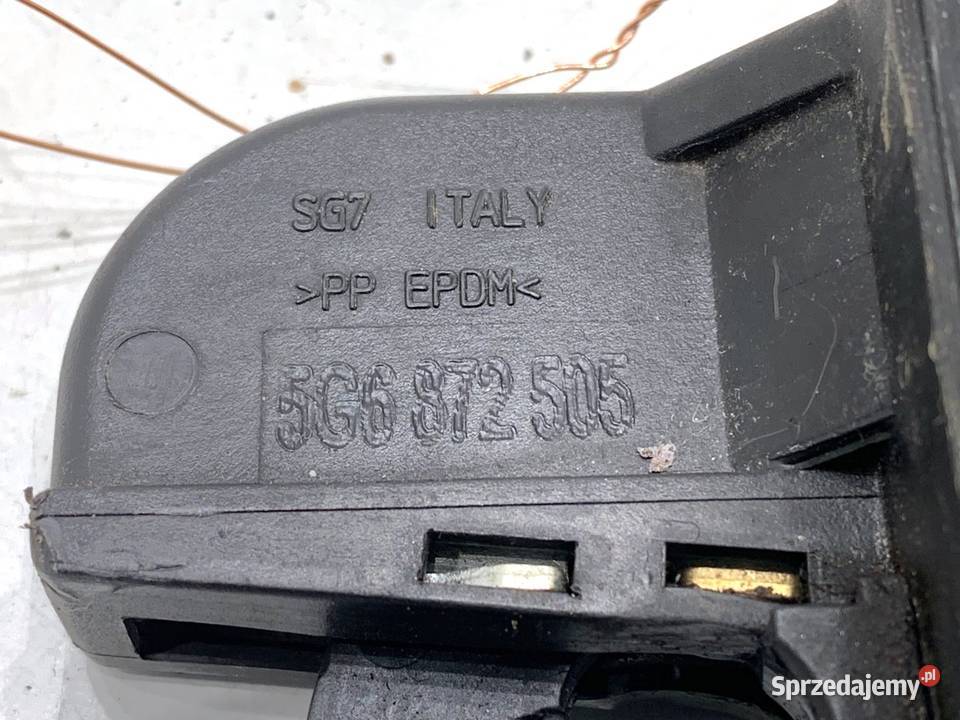 SG7 ITALY
>PP EPDM<
5G6 872 505
Sprzedajemy.pl